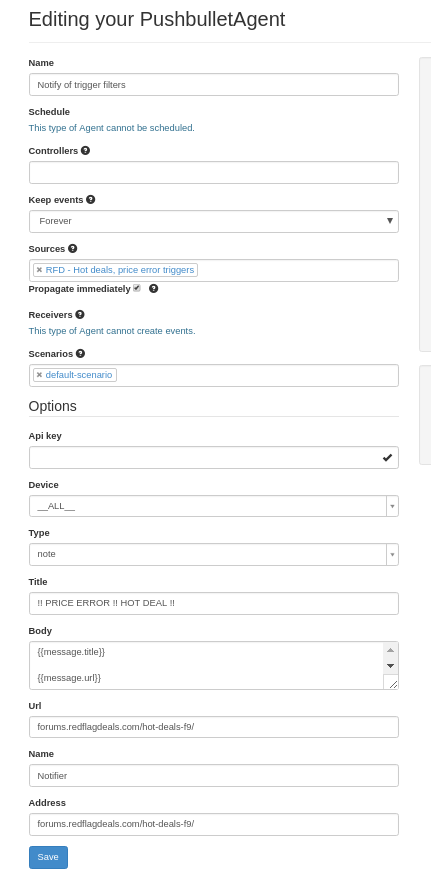 Editing your PushbulletAgent
Name
Notify of trigger filters
Schedule
This type of Agent cannot be scheduled.
Controllers
Keep events
Forever
Sources
× RFD - Hot deals, price error triggers
Propagate immediately
Receivers
This type of Agent cannot create events.
Scenarios
× default-scenario
Options
Api key
Device
__ALL__
Type
note
Title
!! PRICE ERROR !! HOT DEAL !!
Body
{{message.title}}
{{message.url}}
Url
forums.redflagdeals.com/hot-deals-f9/
Name
Notifier
Address
forums.redflagdeals.com/hot-deals-f9/
Save